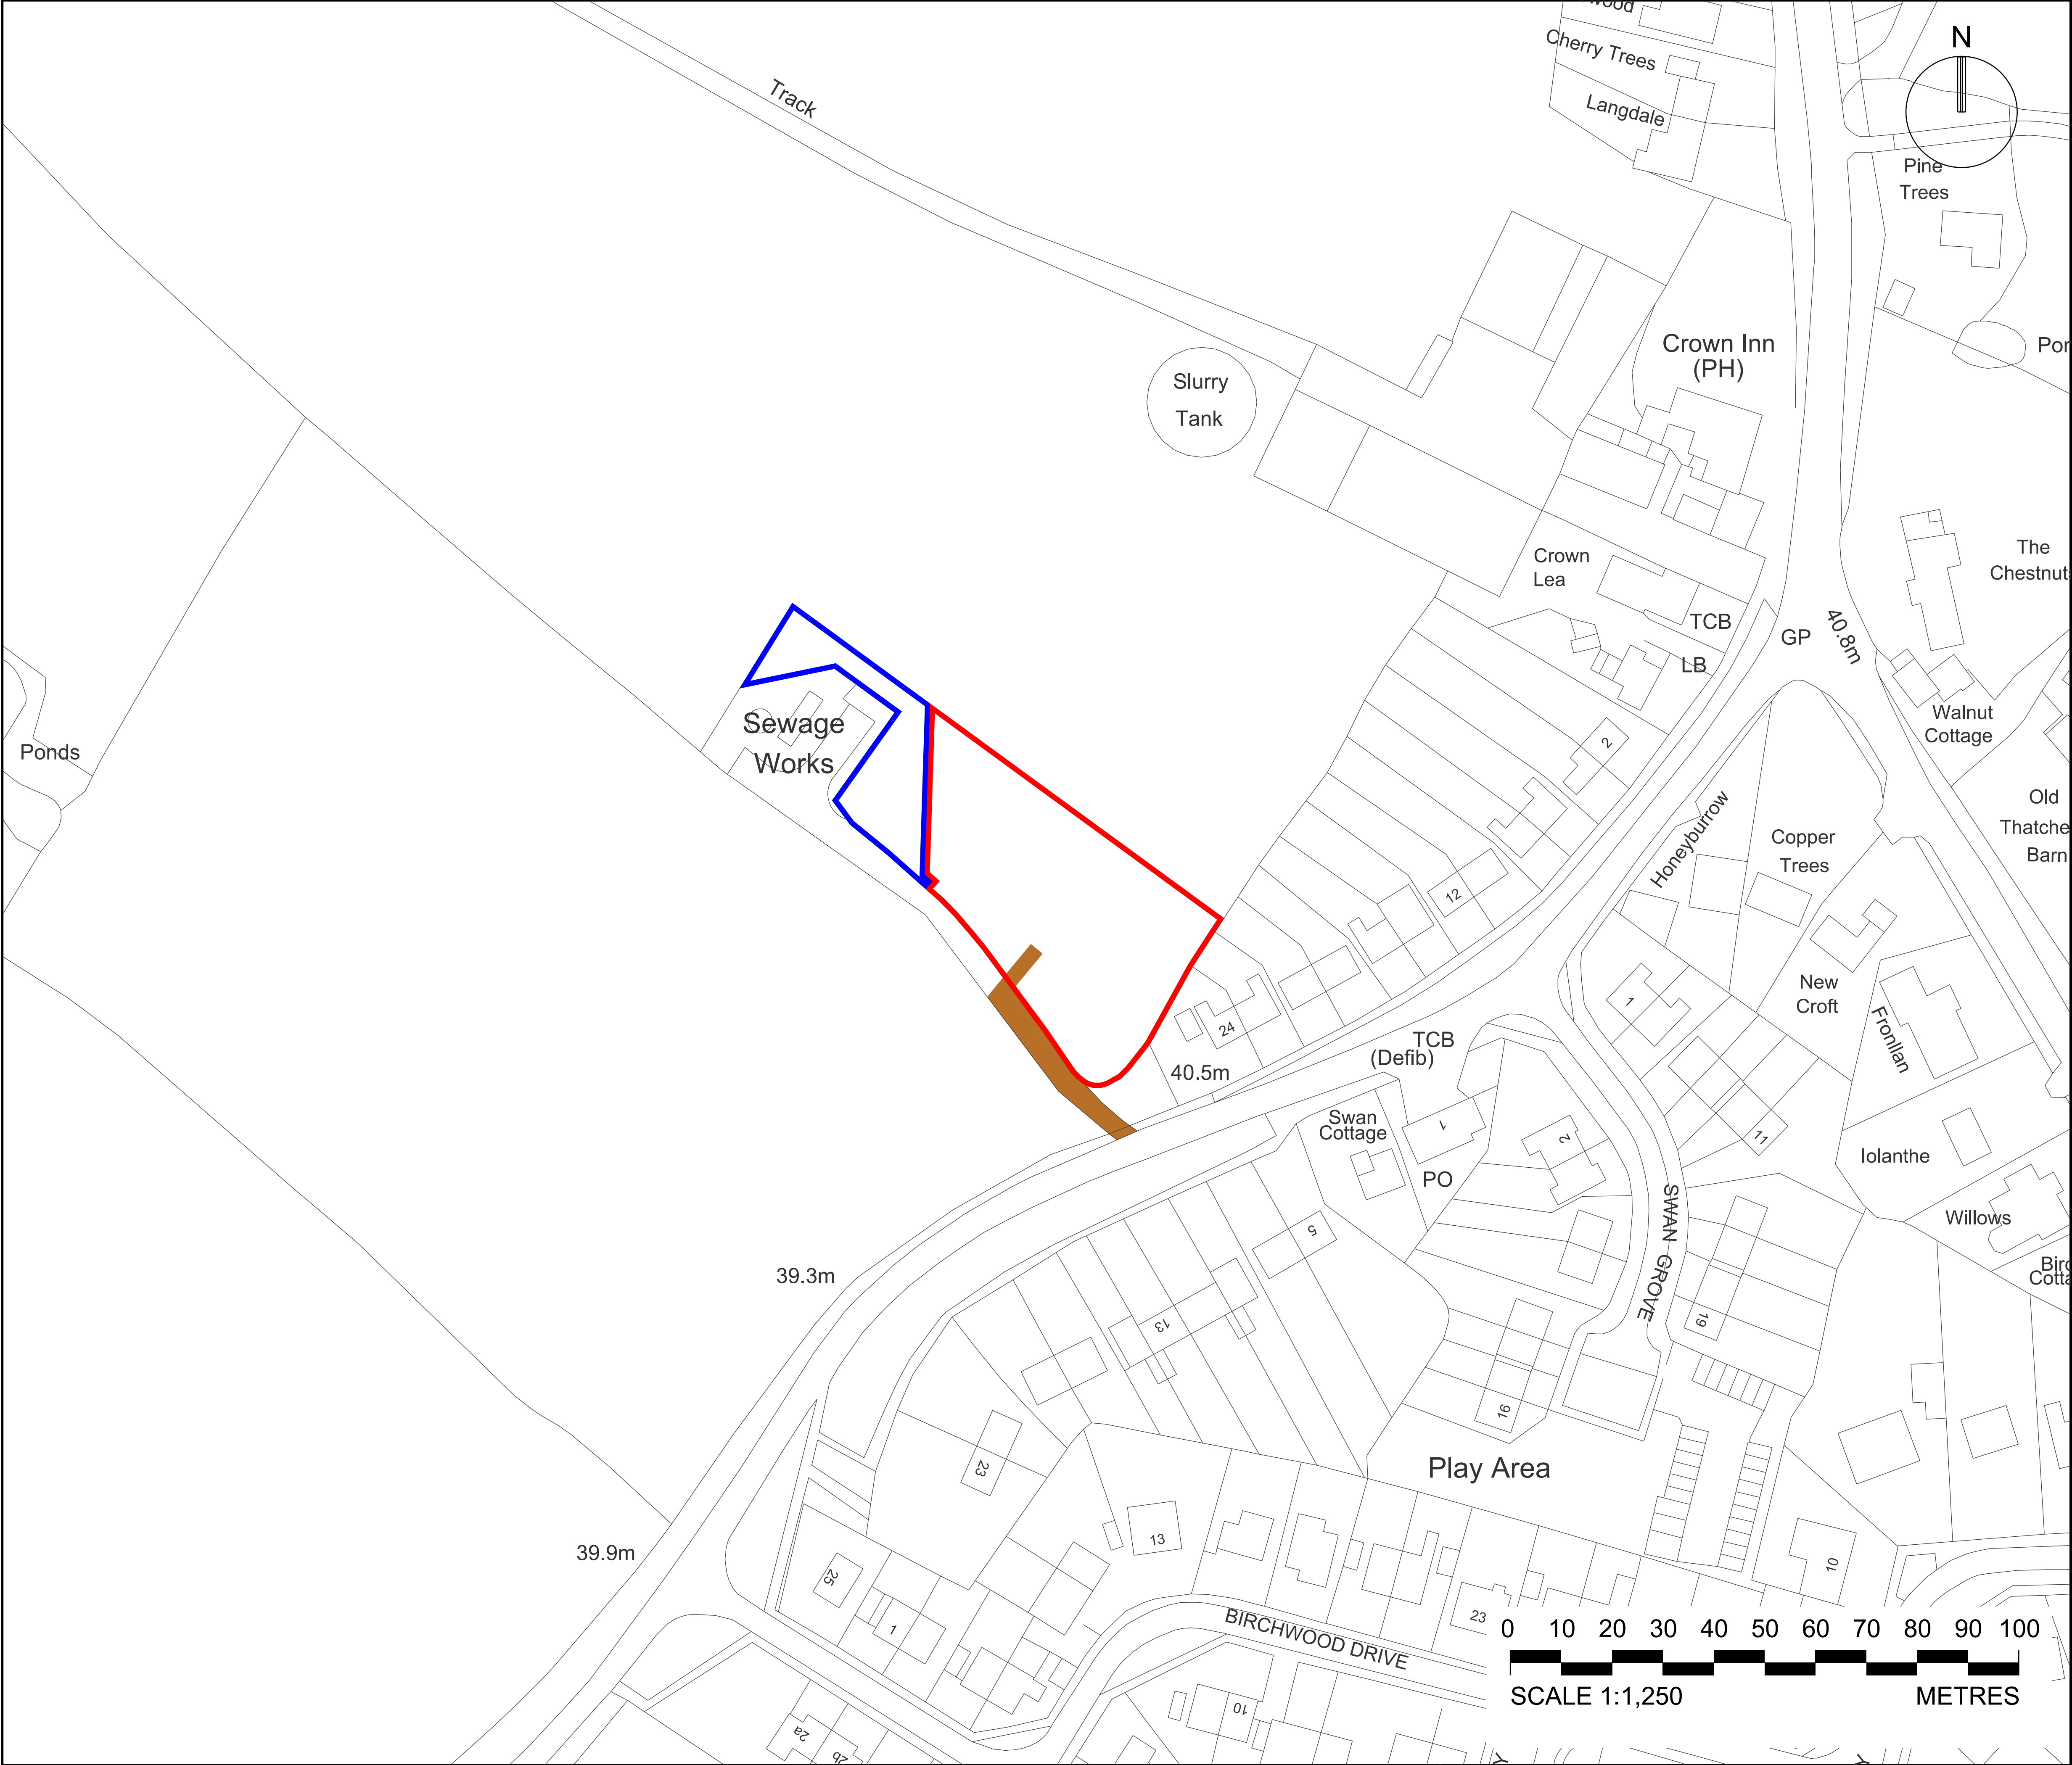 Cherry Trees
Langdale
Track
N
Pine
Trees
Crown Inn
(PH)
Slurry
Tank
Crown
Lea
TCB
GP
40.8m
LB
The
Walnut
Cottage
Sewage
Works
Ponds
2
12
24
Honeyburrow
Copper
Trees
Old
Barn
New
Croft
Fronllan
1
11
TCB
(Defib)
40.5m
Swan
Cottage
1
PO
2
Iolanthe
Willows
SWAN GROVE
39.3m
5
13
19
16
Play Area
23
13
39.9m
25
1
10
23
BIRCHWOOD DRIVE
10
2a
2b
0 10 20 30 40 50 60 70 80 90 100
SCALE 1:1,250 METRES